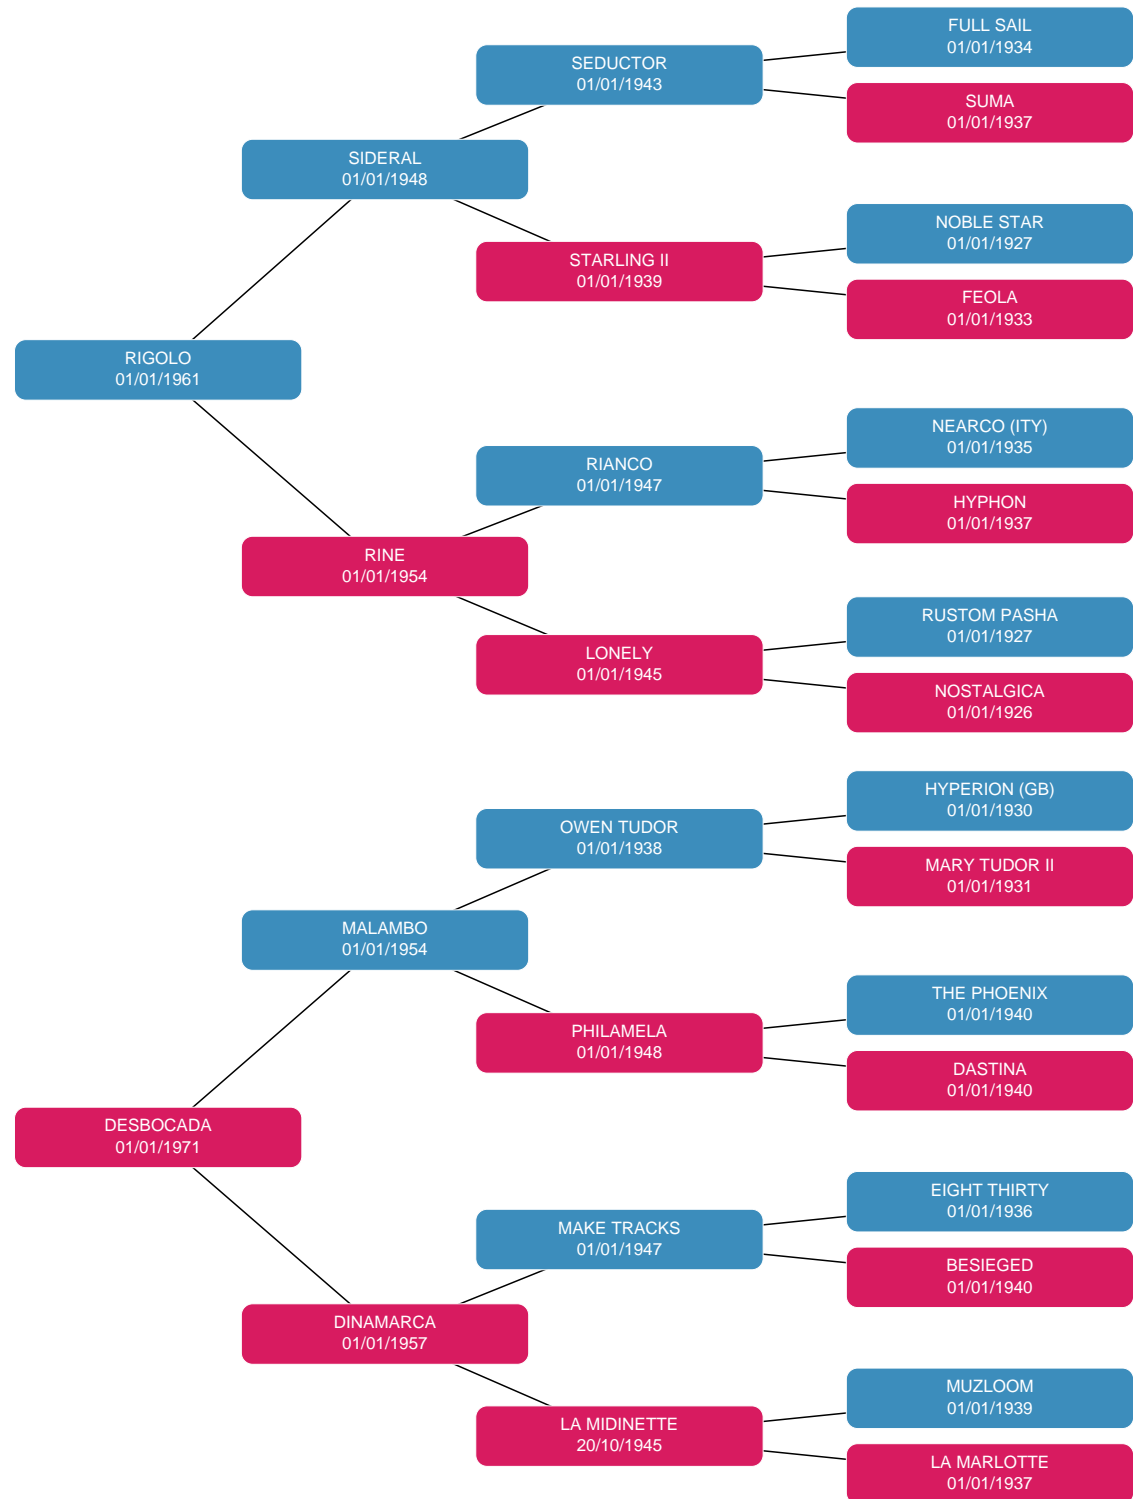 FULL SAIL
01/01/1934
SEDUCTOR
01/01/1943
SUMA
01/01/1937
SIDERAL
01/01/1948
NOBLE STAR
01/01/1927
STARLING II
01/01/1939
FEOLA
01/01/1933
RIGOLO
01/01/1961
NEARCO (ITY)
01/01/1935
RIANCO
01/01/1947
HYPHON
01/01/1937
RINE
01/01/1954
RUSTOM PASHA
01/01/1927
LONELY
01/01/1945
NOSTALGICA
01/01/1926
HYPERION (GB)
01/01/1930
OWEN TUDOR
01/01/1938
MARY TUDOR II
01/01/1931
MALAMBO
01/01/1954
THE PHOENIX
01/01/1940
PHILAMELA
01/01/1948
DASTINA
01/01/1940
DESBOCADA
01/01/1971
EIGHT THIRTY
01/01/1936
MAKE TRACKS
01/01/1947
BESIEGED
01/01/1940
DINAMARCA
01/01/1957
MUZLOOM
01/01/1939
LA MIDINETTE
20/10/1945
LA MARLOTTE
01/01/1937